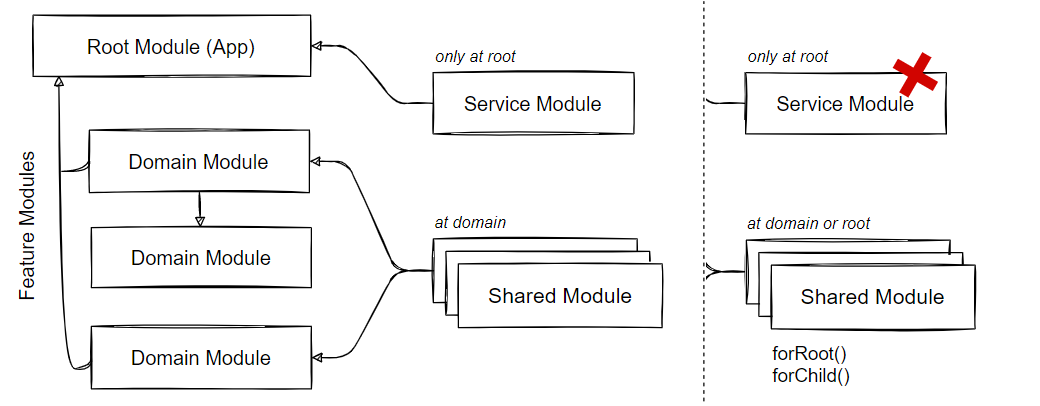 Root Module (App)
only at root
Service Module
only at root
Service Module
Feature Modules
Domain Module
Domain Module
Domain Module
at domain
Shared Module
at domain or root
Shared Module
forRoot()
forChild()